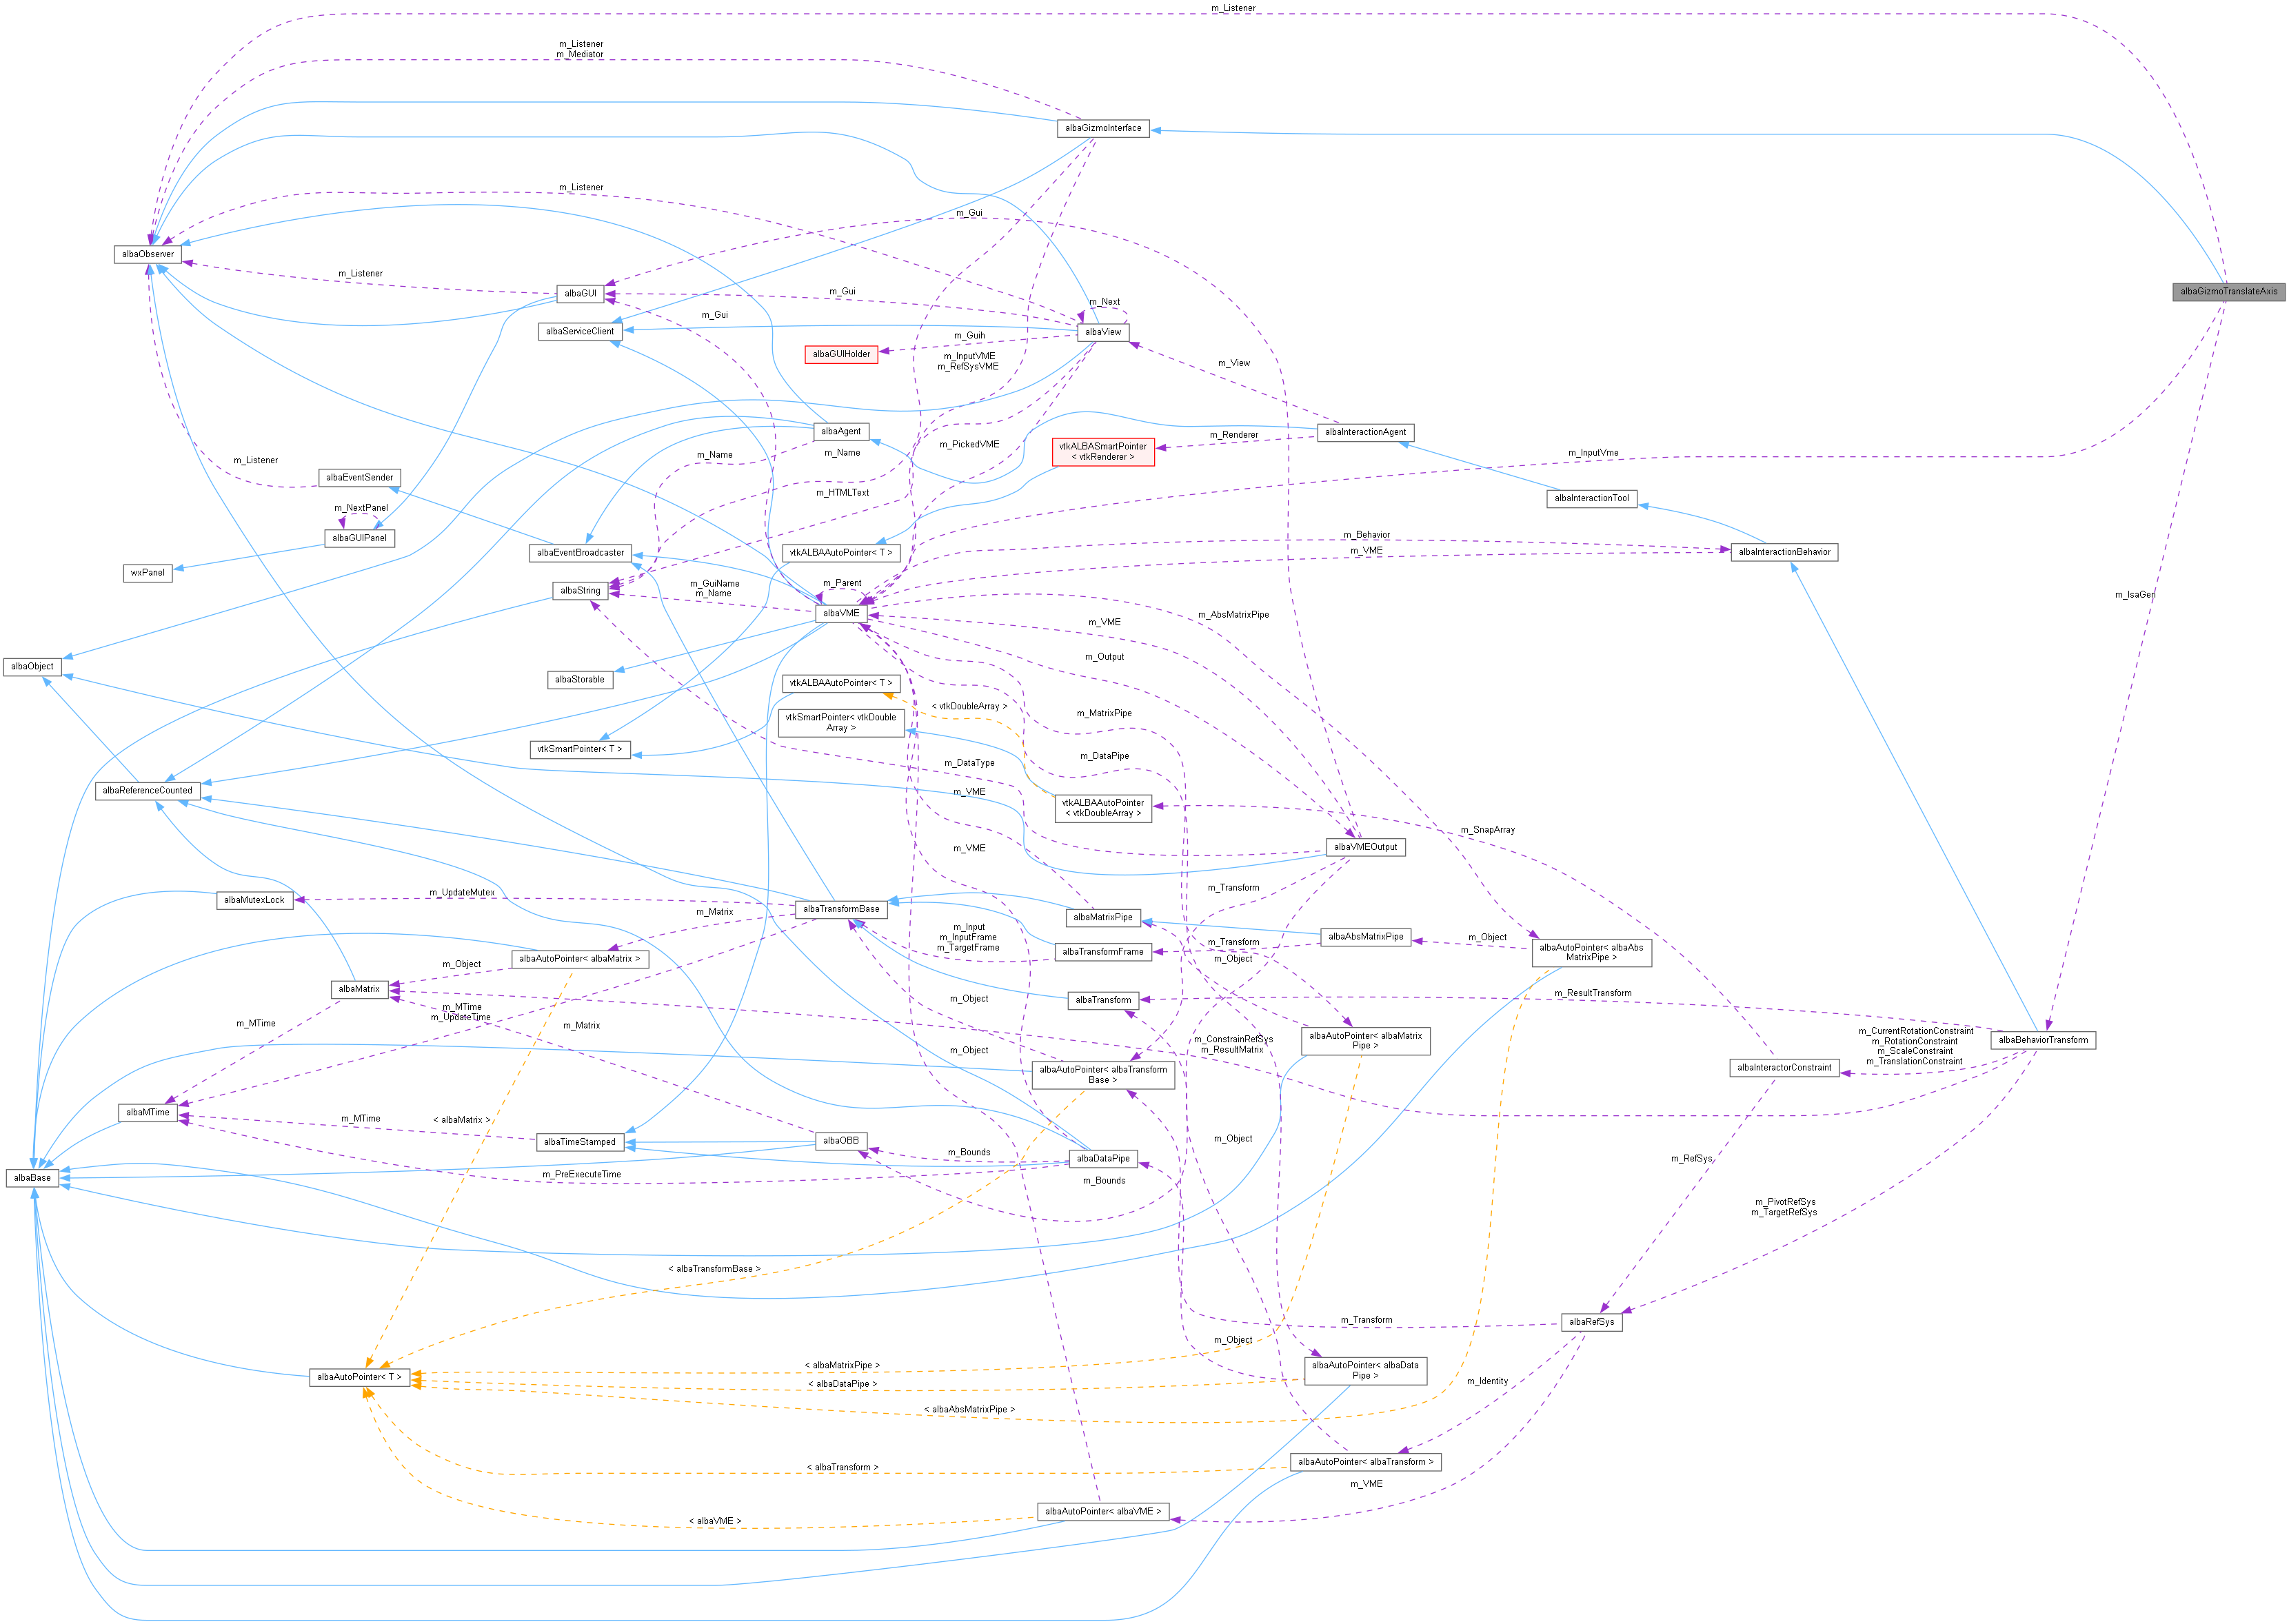 m_Listener
m_Listener
m_Mediator
albaGizmoInterface
m_Listener
m_Gui
albaObserver
m_Listener
albaGUI
m_Gui
albaGizmoTranslateAxis
m_Next
m_Gui
albaServiceClient
albaView
m_Guih
albaGUIHolder
m_InputVME
m_RefSysVME
m_View
albaAgent
albaInteractionAgent
m_Renderer
m_PickedVME
vtkALBASmartPointer
< vtkRenderer >
m_Name
m_Name
m_InputVme
m_Listener
albaEventSender
m_HTMLText
albaInteractionTool
m_NextPanel
albaGUIPanel
m_Behavior
albaEventBroadcaster
vtkALBAAutoPointer< T >
m_VME
albaInteractionBehavior
wxPanel
albaString
m_GuiName
m_Name
m_Parent
albaVME
m_IsaGen
m_VME
m_AbsMatrixPipe
m_Output
albaObject
albaStorable
vtkALBAAutoPointer< T >
< vtkDoubleArray >
m_MatrixPipe
vtkSmartPointer< vtkDouble
Array >
vtkSmartPointer< T >
m_DataType
m_DataPipe
albaReferenceCounted
m_VME
vtkALBAAutoPointer
< vtkDoubleArray >
m_SnapArray
albaVMEOutput
m_VME
m_UpdateMutex
albaMutexLock
m_Transform
albaTransformBase
m_Matrix
albaMatrixPipe
m_Input
m_InputFrame
m_TargetFrame
albaAbsMatrixPipe
m_Object
albaAutoPointer< albaAbs
MatrixPipe >
m_Transform
albaTransformFrame
m_Object
albaAutoPointer< albaMatrix >
m_Object
albaMatrix
m_Object
albaTransform
m_ResultTransform
m_MTime
m_UpdateTime
m_MTime
m_Matrix
m_ConstrainRefSys
m_ResultMatrix
albaAutoPointer< albaMatrix
Pipe >
m_CurrentRotationConstraint
m_RotationConstraint
m_ScaleConstraint
m_TranslationConstraint
albaBehaviorTransform
m_Object
albaAutoPointer< albaTransform
Base >
albaInteractorConstraint
albaMTime
m_MTime
< albaMatrix >
albaTimeStamped
albaOBB
m_Object
m_Bounds
albaDataPipe
m_RefSys
albaBase
m_PreExecuteTime
m_Bounds
m_PivotRefSys
m_TargetRefSys
< albaTransformBase >
m_Transform
albaRefSys
m_Object
< albaMatrixPipe >
albaAutoPointer< albaData
Pipe >
albaAutoPointer< T >
< albaDataPipe >
m_Identity
< albaAbsMatrixPipe >
albaAutoPointer< albaTransform >
< albaTransform >
m_VME
albaAutoPointer< albaVME >
< albaVME >